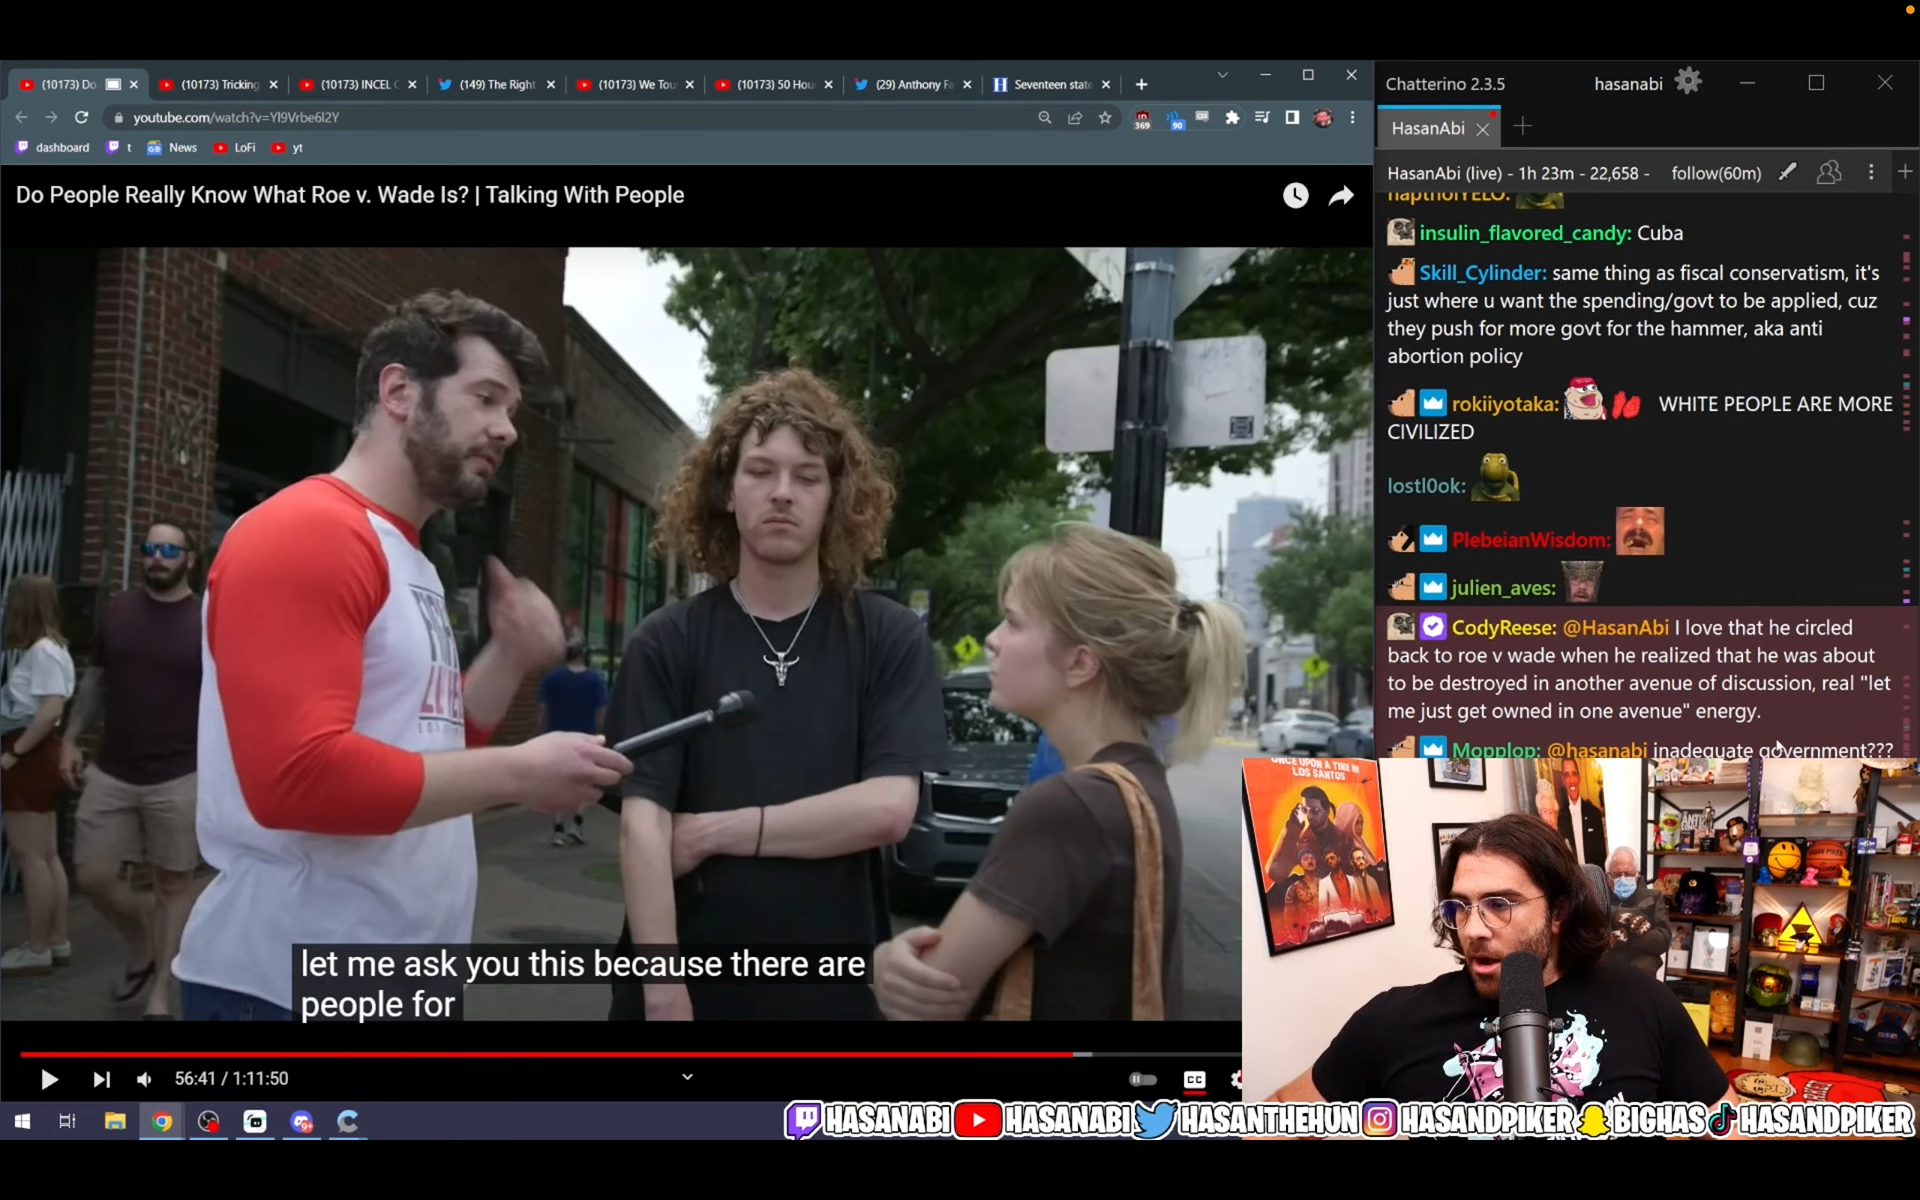 (10173) Do
(10173) Tricking
(10173) INCEL C
(149) The Right
(10173) We Tou
(10173) 50 Hou
(29) Anthony Fa
Seventeen state
youtube.com/watch?v=Yl9Vrbe6l2Y
369
90
dashboard
t
News
LoFi
yt
Do People Really Know What Roe v. Wade Is? | Talking With People
let me ask you this because there are
people for
56:41 / 1:11:50
CC
Chatterino 2.3.5
hasanabi
HasanAbi
HasanAbi (live) - 1h 23m - 22,658 - follow(60m)
insulin_flavored_candy: Cuba
Skill_Cylinder: same thing as fiscal conservatism, it's
just where u want the spending/govt to be applied, cuz
they push for more govt for the hammer, aka anti
abortion policy
rokiiyotaka: WHITE PEOPLE ARE MORE
CIVILIZED
lostl0ok:
PlebeianWisdom:
julien_aves:
CodyReese: @HasanAbi I love that he circled
back to roe v wade when he realized that he was about
to be destroyed in another avenue of discussion, real "let
me just get owned in one avenue" energy.
Mopplop: @hasanabi inadequate government???
ONCE UPON A TIME IN
LOS SANTOS
HASANABI HASANABI HASANTHEHUN HASANDPIKER BIGHAS HASANDPIKER